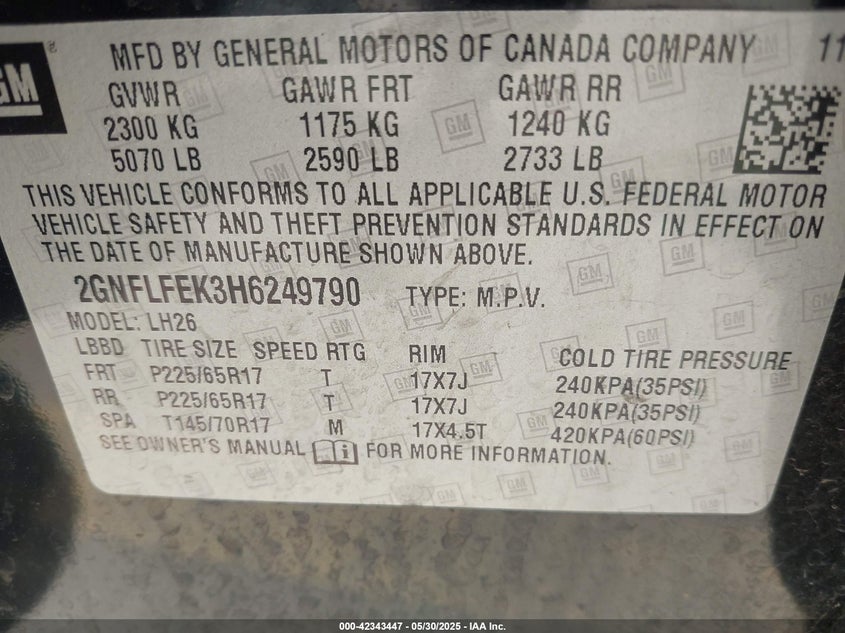 GM
®
MFD BY GENERAL MOTORS OF CANADA COMPANY 11
GVWR GAWR FRT GAWR RR
2300 KG 1175 KG 1240 KG
5070 LB 2590 LB 2733 LB
THIS VEHICLE CONFORMS TO ALL APPLICABLE U.S. FEDERAL MOTOR
VEHICLE SAFETY AND THEFT PREVENTION STANDARDS IN EFFECT ON
THE DATE OF MANUFACTURE SHOWN ABOVE.
2GNFLFEK3H6249790 TYPE: M.P.V.
MODEL: LH26
LBBD TIRE SIZE SPEED RTG RIM COLD TIRE PRESSURE
FRT P225/65R17 T 17X7J 240KPA(35PSI)
RR P225/65R17 T 17X7J 240KPA(35PSI)
SPA T145/70R17 M 17X4.5T 420KPA(60PSI)
SEE OWNER'S MANUAL FOR MORE INFORMATION.
000-42343447 — 05/30/2025 — IAA Inc.